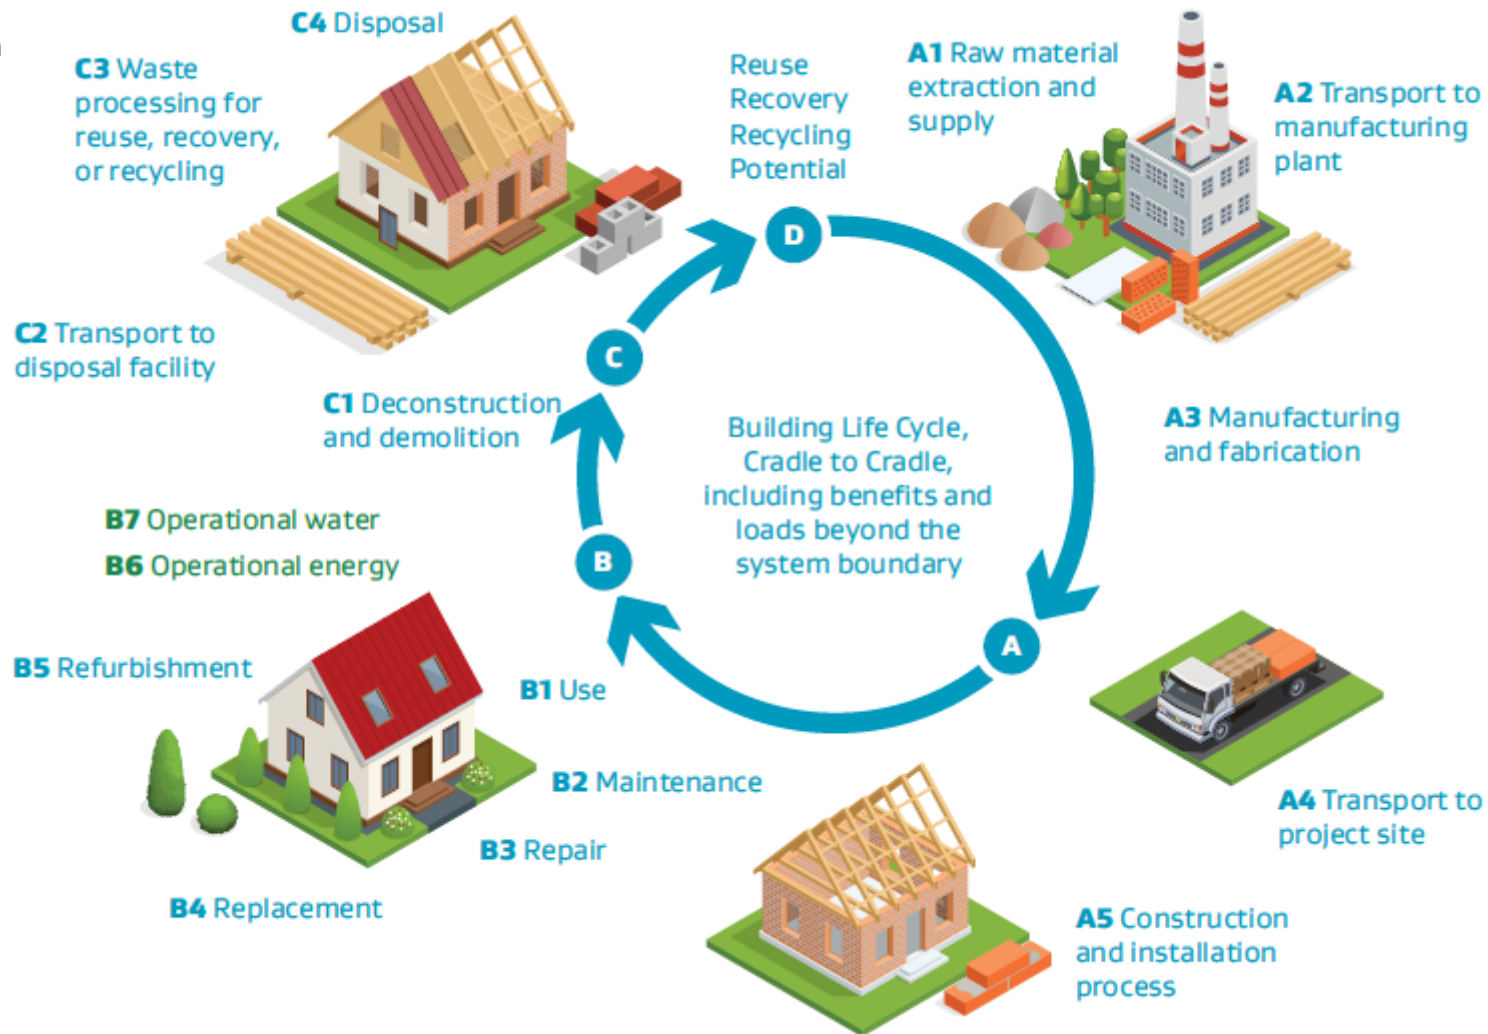 C4 Disposal
C3 Waste
processing for
reuse, recovery,
or recycling
C2 Transport to
disposal facility
C1 Deconstruction
and demolition
Reuse
Recovery
Recycling
Potential
D
C
B
A
Building Life Cycle,
Cradle to Cradle,
including benefits and
loads beyond the
system boundary
A1 Raw material
extraction and
supply
A2 Transport to
manufacturing
plant
A3 Manufacturing
and fabrication
A4 Transport to
project site
A5 Construction
and installation
process
B7 Operational water
B6 Operational energy
B5 Refurbishment
B1 Use
B2 Maintenance
B3 Repair
B4 Replacement